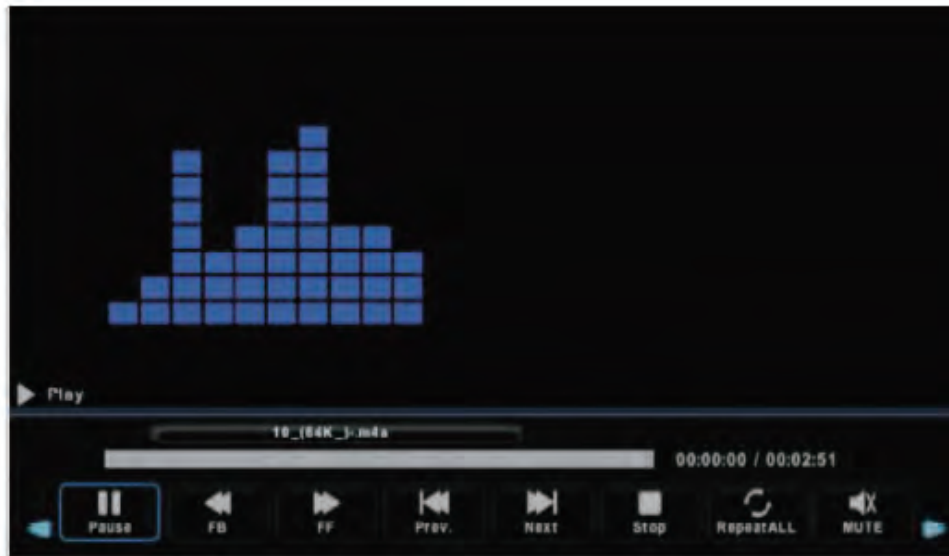 Play
10_(64K_)-.m4a
00:00:00 / 00:02:51
Pause FB FF Prev. Next Stop RepeatALL MUTE